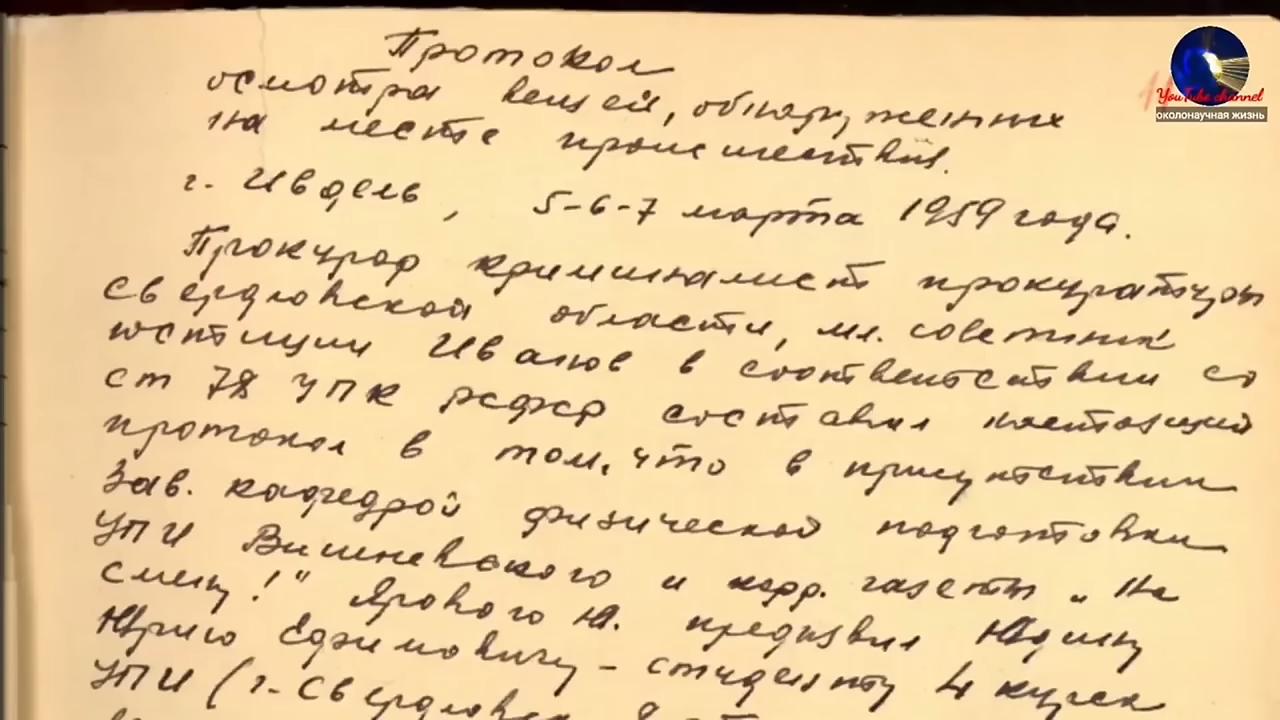 Протокол
осмотра вещей, обнаруженных
на месте происшествия.
г. Ивдель, 5-6-7 марта 1959 года.
Прокурор криминалист прокуратуры
Свердловской области, мл. советник
юстиции Иванов в соответствии со
ст 78 УПК РСФСР составил настоящий
протокол в том, что в присутствии
Зав. кафедрой физической подготовки
УПИ Вишневского и корр. газеты „На
смену!" Ярового Ю. предъявил Юдину
Юрию Ефимовичу – студенту 4 курса
УПИ (г. Свердловск
YouTube channel
околонаучная жизнь